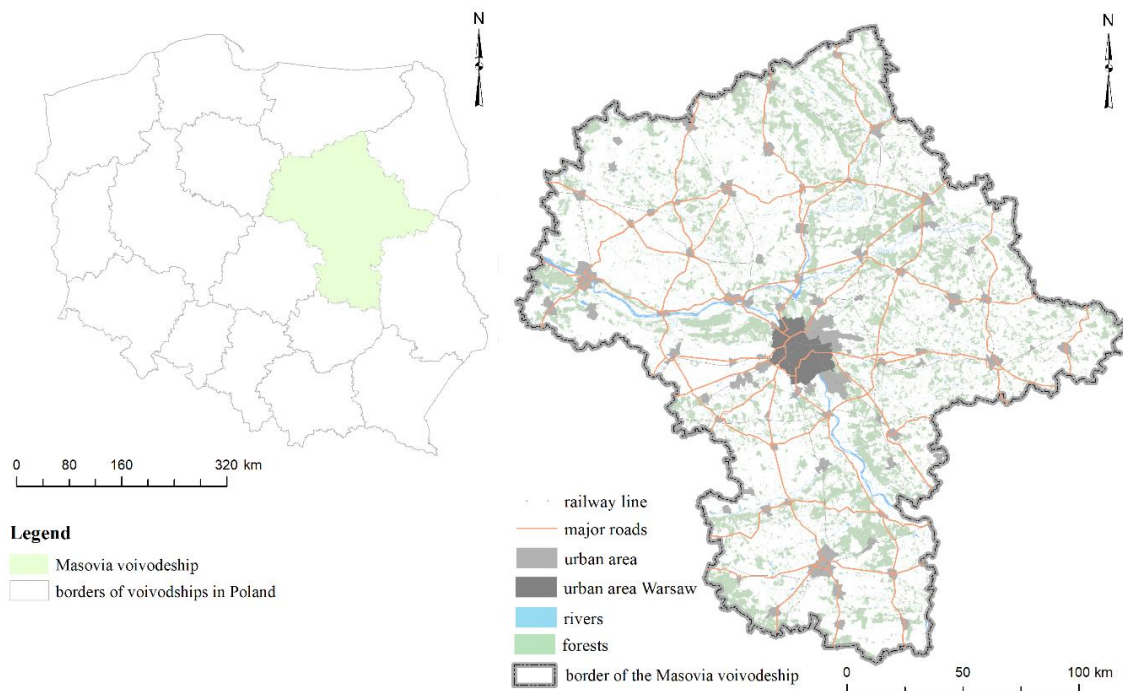 N
0 80 160 320 km
Legend
Masovia voivodeship
borders of voivodships in Poland
N
railway line
major roads
urban area
urban area Warsaw
rivers
forests
border of the Masovia voivodeship
0 50 100 km